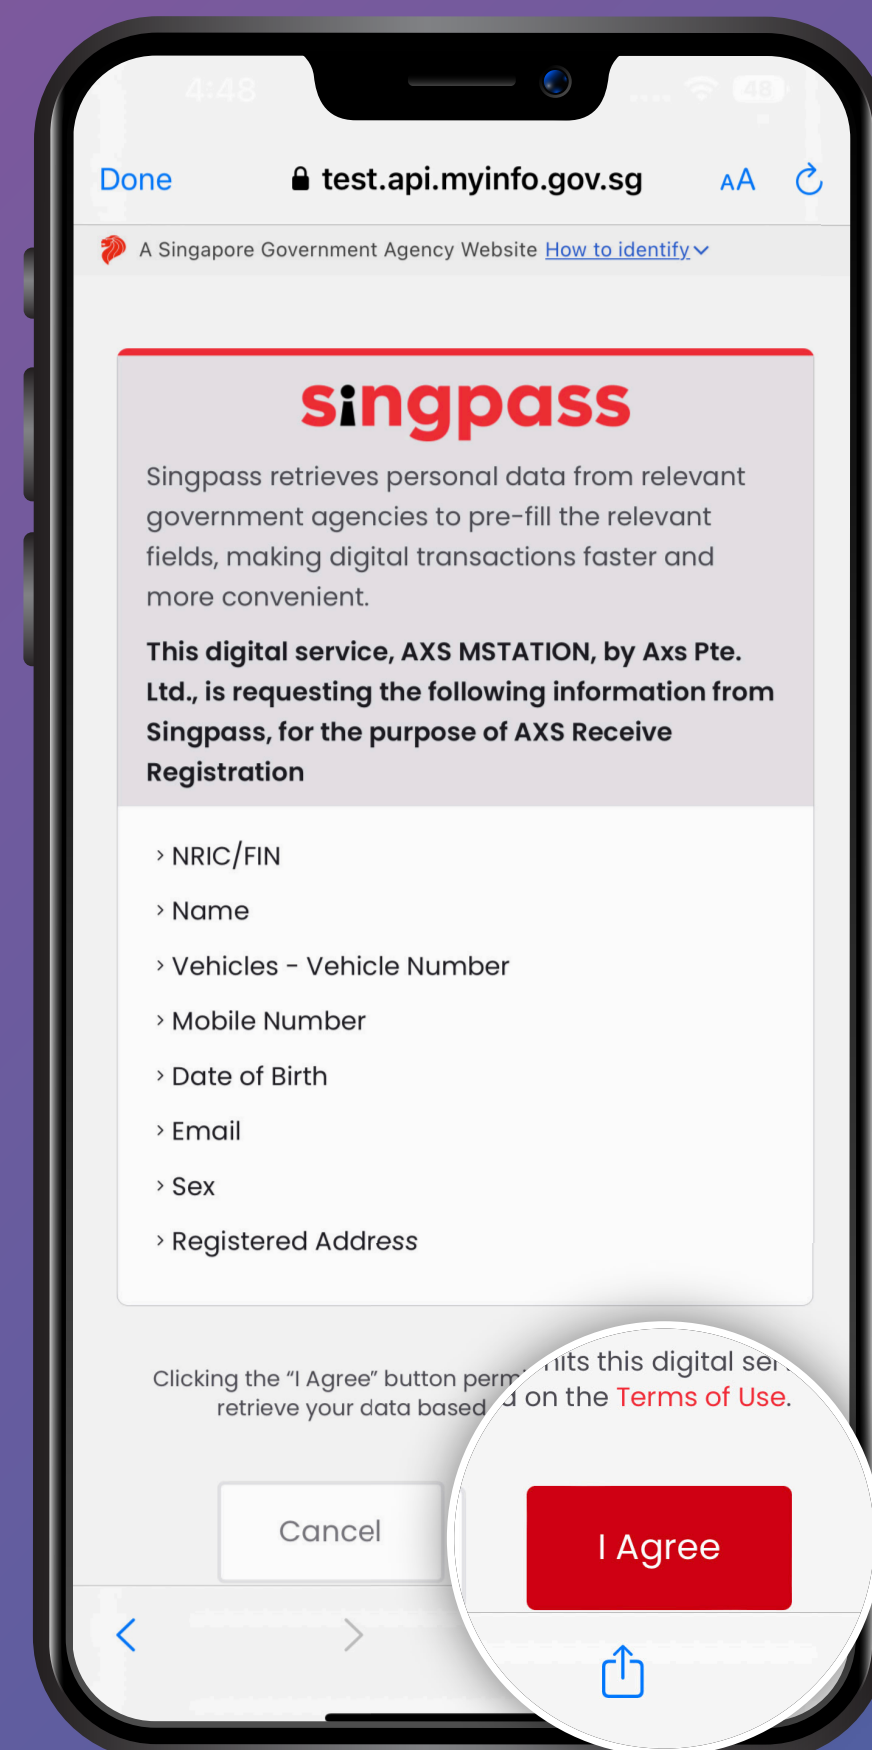 4:48
48
Done
test.api.myinfo.gov.sg
AA
A Singapore Government Agency Website How to identify
singpass
Singpass retrieves personal data from relevant
government agencies to pre-fill the relevant
fields, making digital transactions faster and
more convenient.
This digital service, AXS MSTATION, by Axs Pte.
Ltd., is requesting the following information from
Singpass, for the purpose of AXS Receive
Registration
> NRIC/FIN
> Name
> Vehicles - Vehicle Number
> Mobile Number
> Date of Birth
> Email
> Sex
> Registered Address
Clicking the “I Agree” button permits this digital
retrieve your data based on the Terms of Use.
Cancel
I Agree